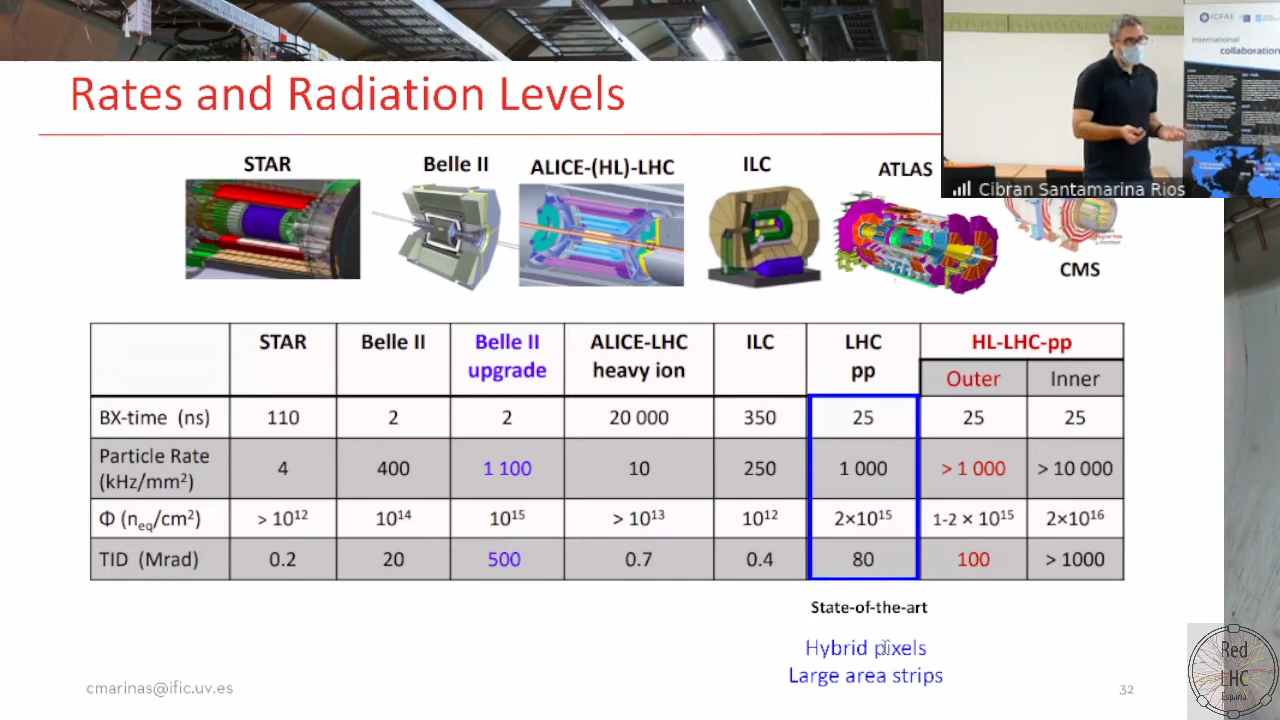 Rates and Radiation Levels
IGFAE
International
collaboration
Cibran Santamarina Rios
STAR
Belle II
ALICE-(HL)-LHC
ILC
ATLAS
CMS
STAR Belle II Belle II upgrade ALICE-LHC heavy ion ILC LHC pp HL-LHC-pp
Outer Inner
BX-time (ns) 110 2 2 20 000 350 25 25 25
Particle Rate (kHz/mm²) 4 400 1 100 10 250 1 000 > 1 000 > 10 000
Φ (neq/cm²) > 10¹² 10¹⁴ 10¹⁵ > 10¹³ 10¹² 2×10¹⁵ 1-2 × 10¹⁵ 2×10¹⁶
TID (Mrad) 0.2 20 500 0.7 0.4 80 100 > 1000
State-of-the-art
Hybrid pixels
Large area strips
cmarinas@ific.uv.es
32
Red
LHC
España